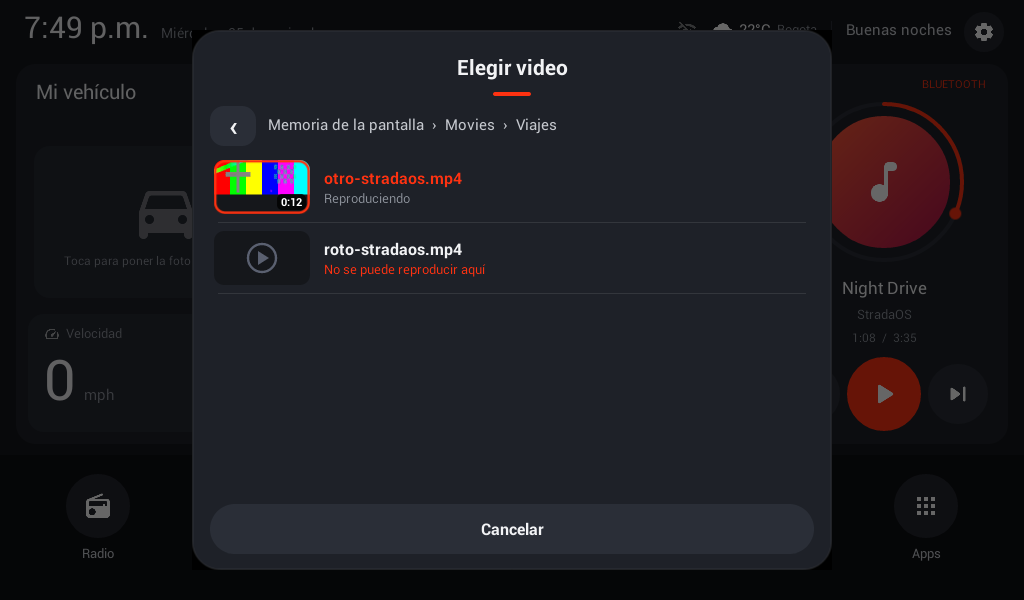 7:49 p.m.
22°C Bogota
Buenas noches
Elegir video
Mi vehículo
BLUETOOTH
‹ Memoria de la pantalla › Movies › Viajes
otro-stradaos.mp4
0:12
Reproduciendo
roto-stradaos.mp4
No se puede reproducir aquí
Toca para poner la foto
Night Drive
StradaOS
1:08 / 3:35
Velocidad
0 mph
Cancelar
Radio
Apps